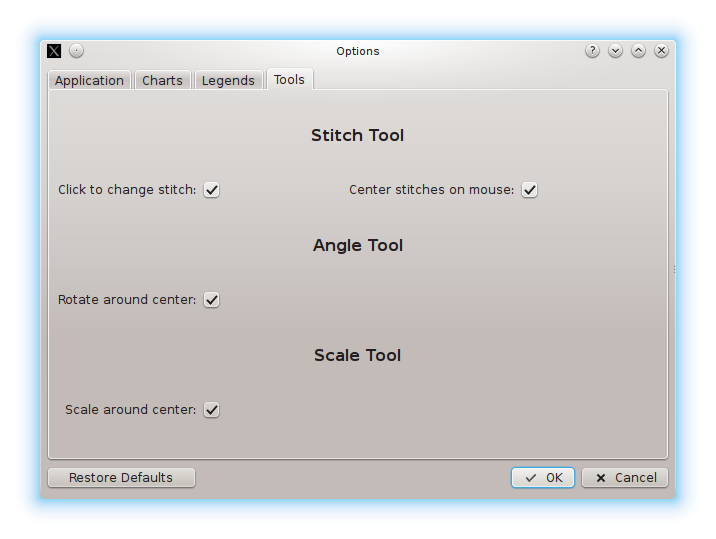 Options
Application Charts Legends Tools
Stitch Tool
Click to change stitch: Center stitches on mouse:
Angle Tool
Rotate around center:
Scale Tool
Scale around center:
Restore Defaults OK Cancel